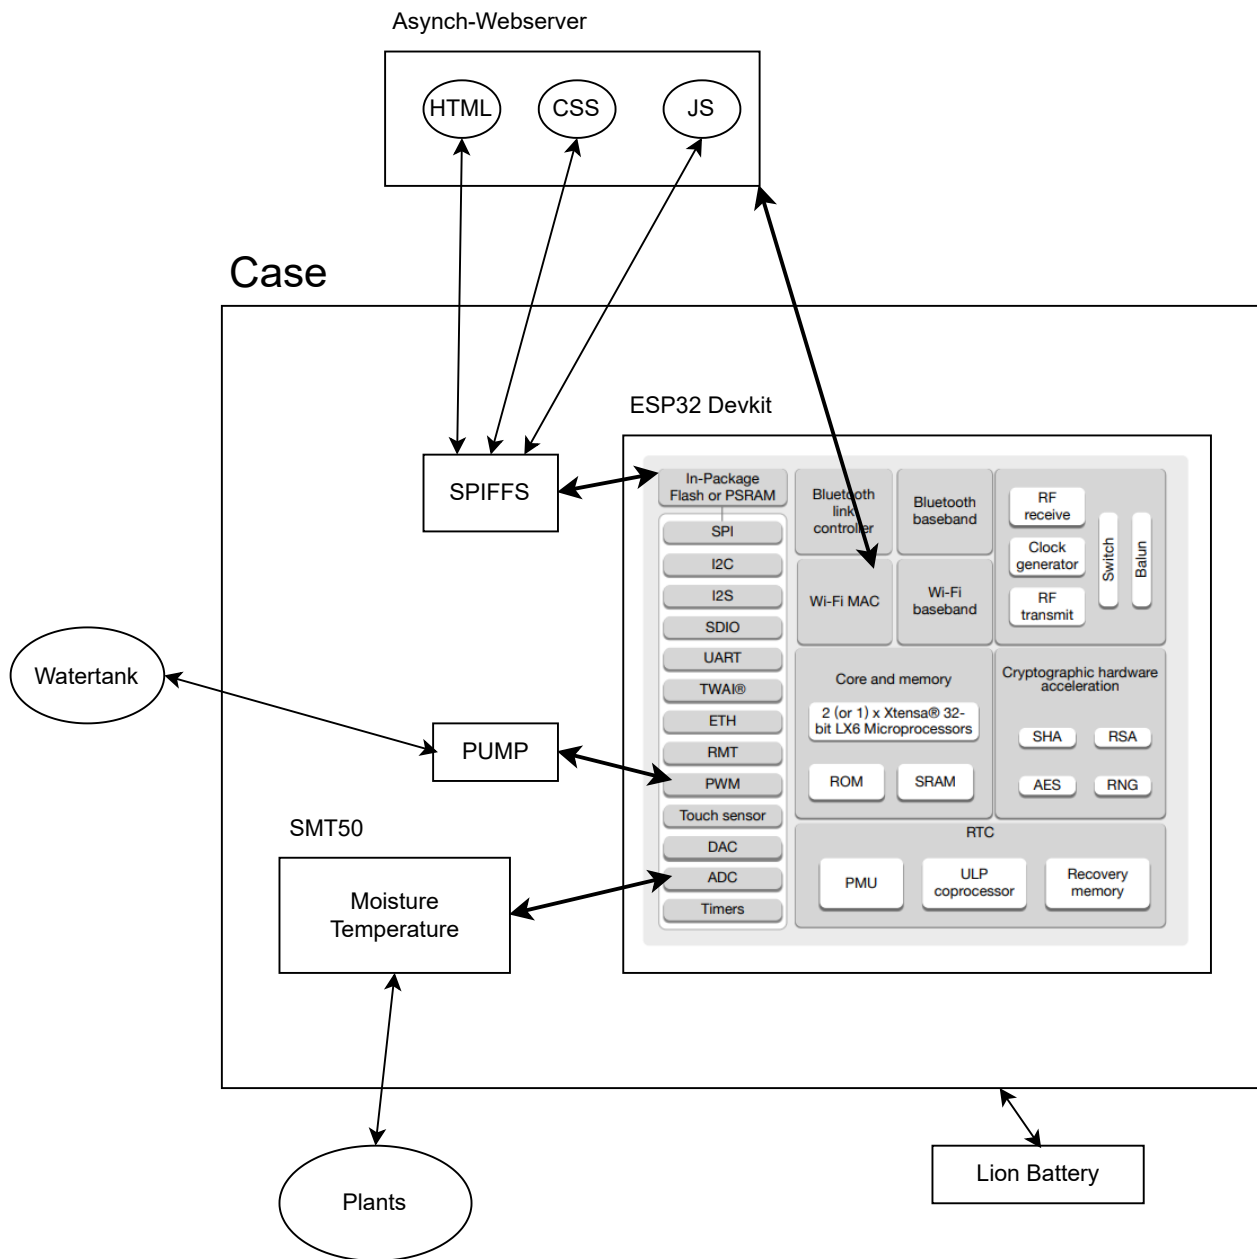 Asynch-Webserver
HTML
CSS
JS
Case
ESP32 Devkit
SPIFFS
In-Package
Flash or PSRAM
SPI
I2C
I2S
SDIO
UART
TWAI®
ETH
RMT
PWM
Touch sensor
DAC
ADC
Timers
Bluetooth
link
controller
Bluetooth
baseband
Wi-Fi MAC
Wi-Fi
baseband
RF
receive
Clock
generator
RF
transmit
Switch
Balun
Core and memory
2 (or 1) x Xtensa® 32-
bit LX6 Microprocessors
ROM
SRAM
Cryptographic hardware
acceleration
SHA
RSA
AES
RNG
RTC
PMU
ULP
coprocessor
Recovery
memory
Watertank
PUMP
SMT50
Moisture
Temperature
Plants
Lion Battery